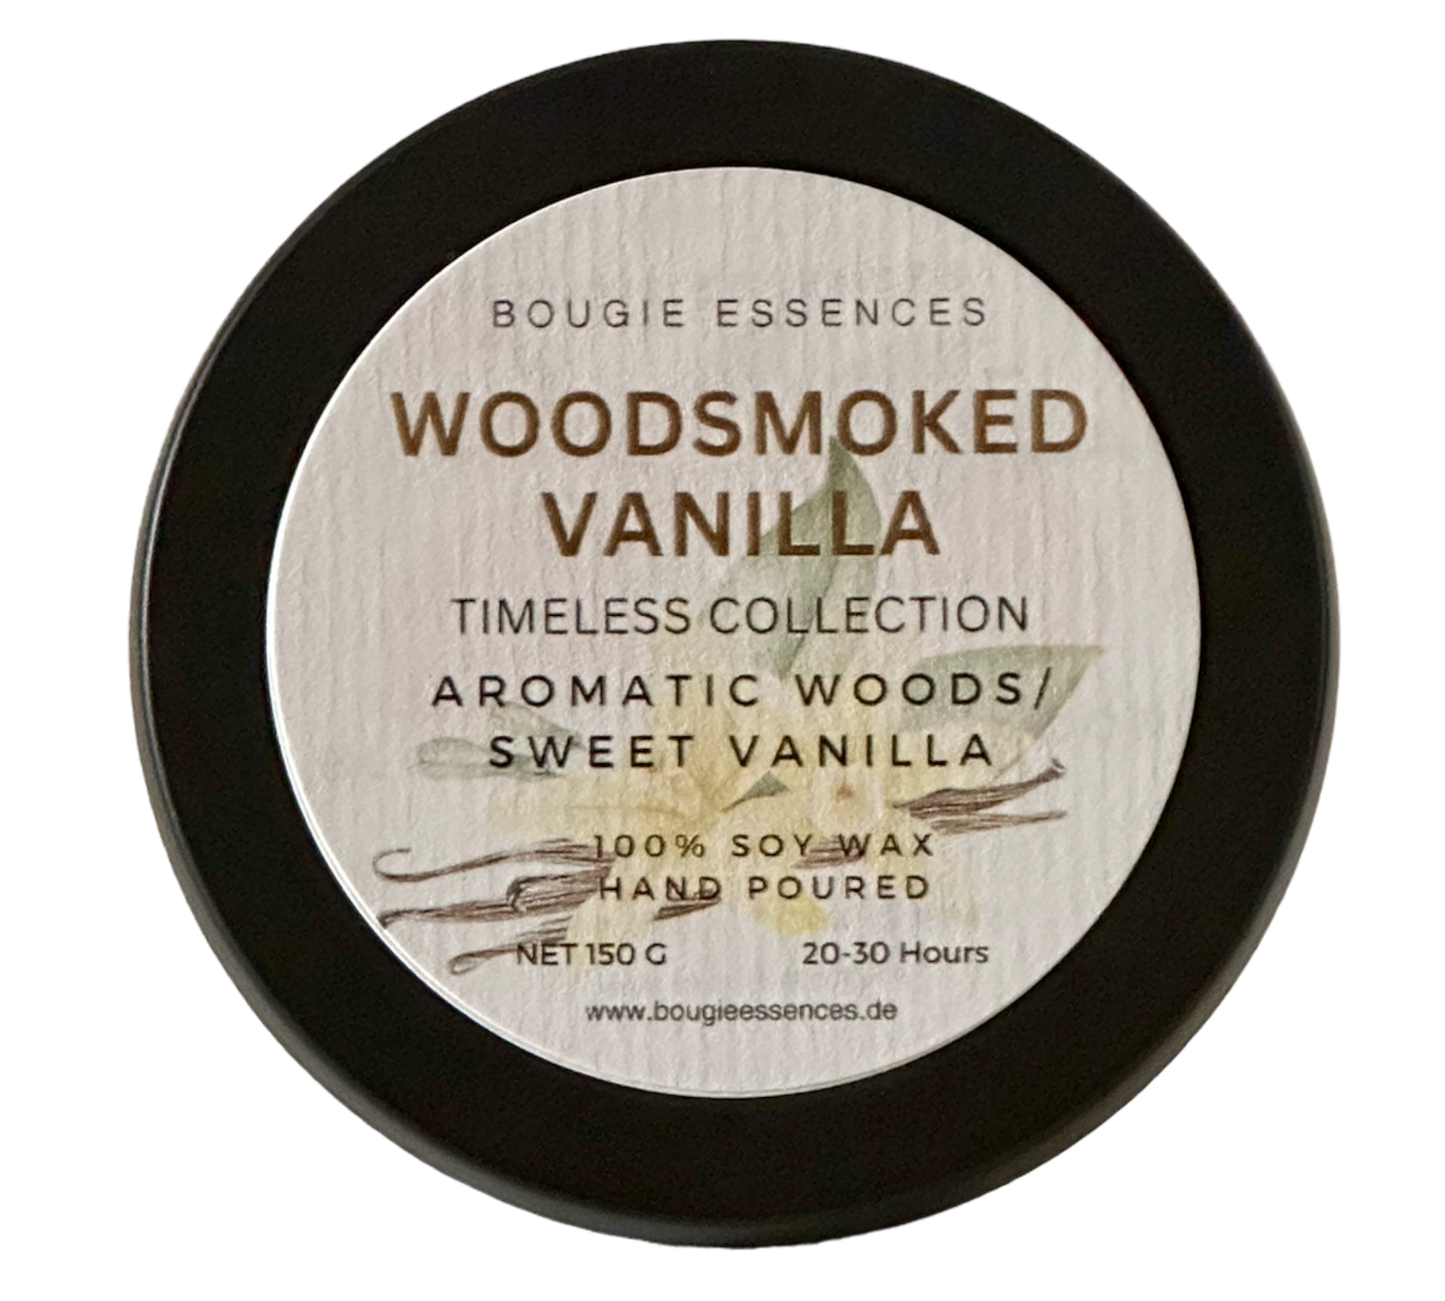 BOUGIE ESSENCES
WOODSMOKED
VANILLA
TIMELESS COLLECTION
AROMATIC WOODS/
SWEET VANILLA
100% SOY WAX
HAND POURED
NET 150 G 20-30 Hours
www.bougieessences.de